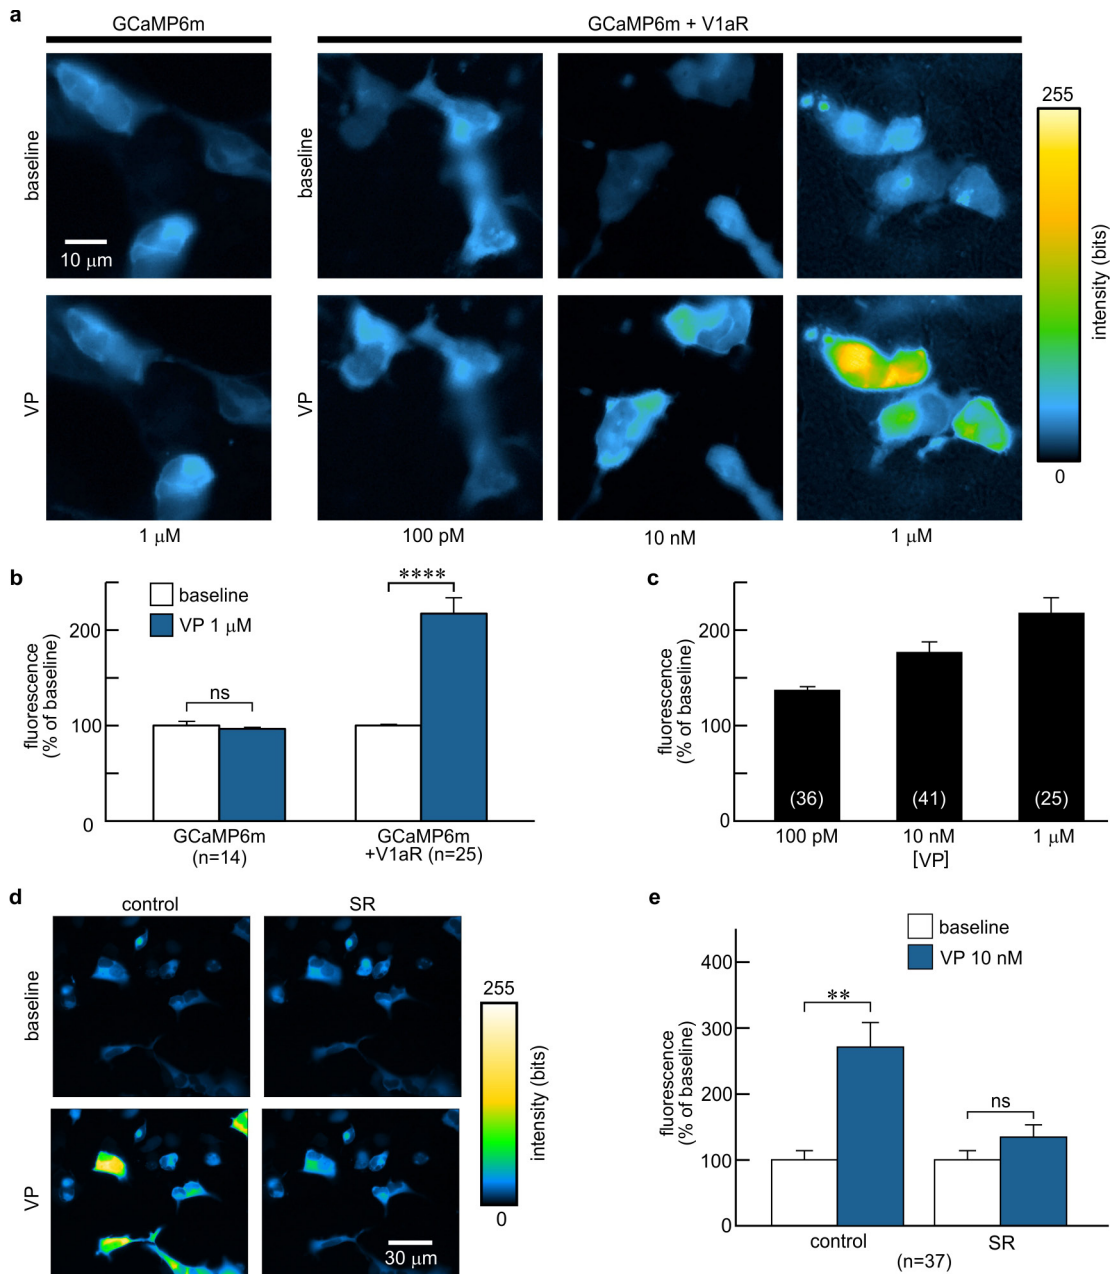 a
GCaMP6m
GCaMP6m + V1aR
baseline
baseline
10 μm
VP
VP
1 μM
100 pM
10 nM
1 μM
255
intensity (bits)
0
b
baseline
VP 1 μM
fluorescence
(% of baseline)
200
100
0
ns
****
GCaMP6m
(n=14)
GCaMP6m
+V1aR (n=25)
c
fluorescence
(% of baseline)
200
100
0
(36)
(41)
(25)
100 pM
10 nM
1 μM
[VP]
d
control
SR
baseline
VP
30 μm
255
intensity (bits)
0
e
baseline
VP 10 nM
fluorescence
(% of baseline)
400
300
200
100
0
**
ns
control
SR
(n=37)